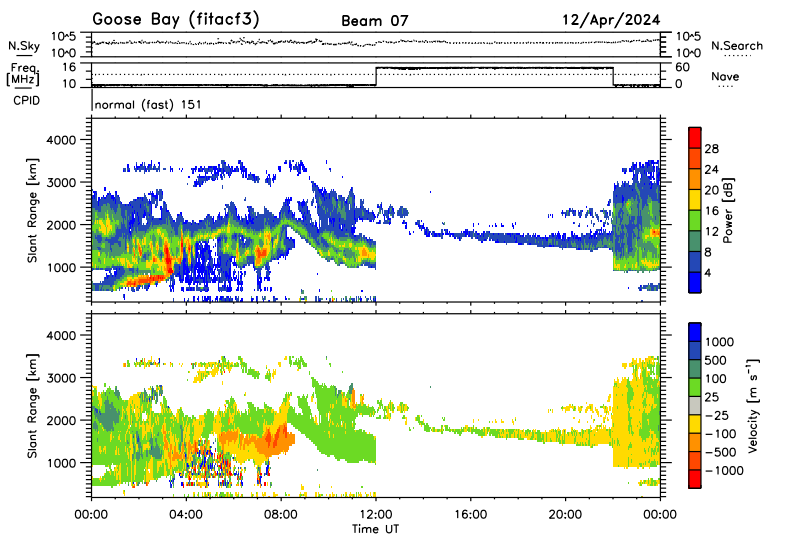 Goose Bay (fitacf3) Beam 07 12/Apr/2024
N.Sky 10^5 10^0 10^5 10^0 N.Search
Freq. [MHz] 16 10 60 0 Nave
CPID normal (fast) 151
Slant Range [km] 4000 3000 2000 1000
Power [dB] 28 24 20 16 12 8 4
Slant Range [km] 4000 3000 2000 1000
Velocity [m s⁻¹] 1000 500 100 25 −25 −100 −500 −1000
00:00 04:00 08:00 12:00 16:00 20:00 00:00
Time UT